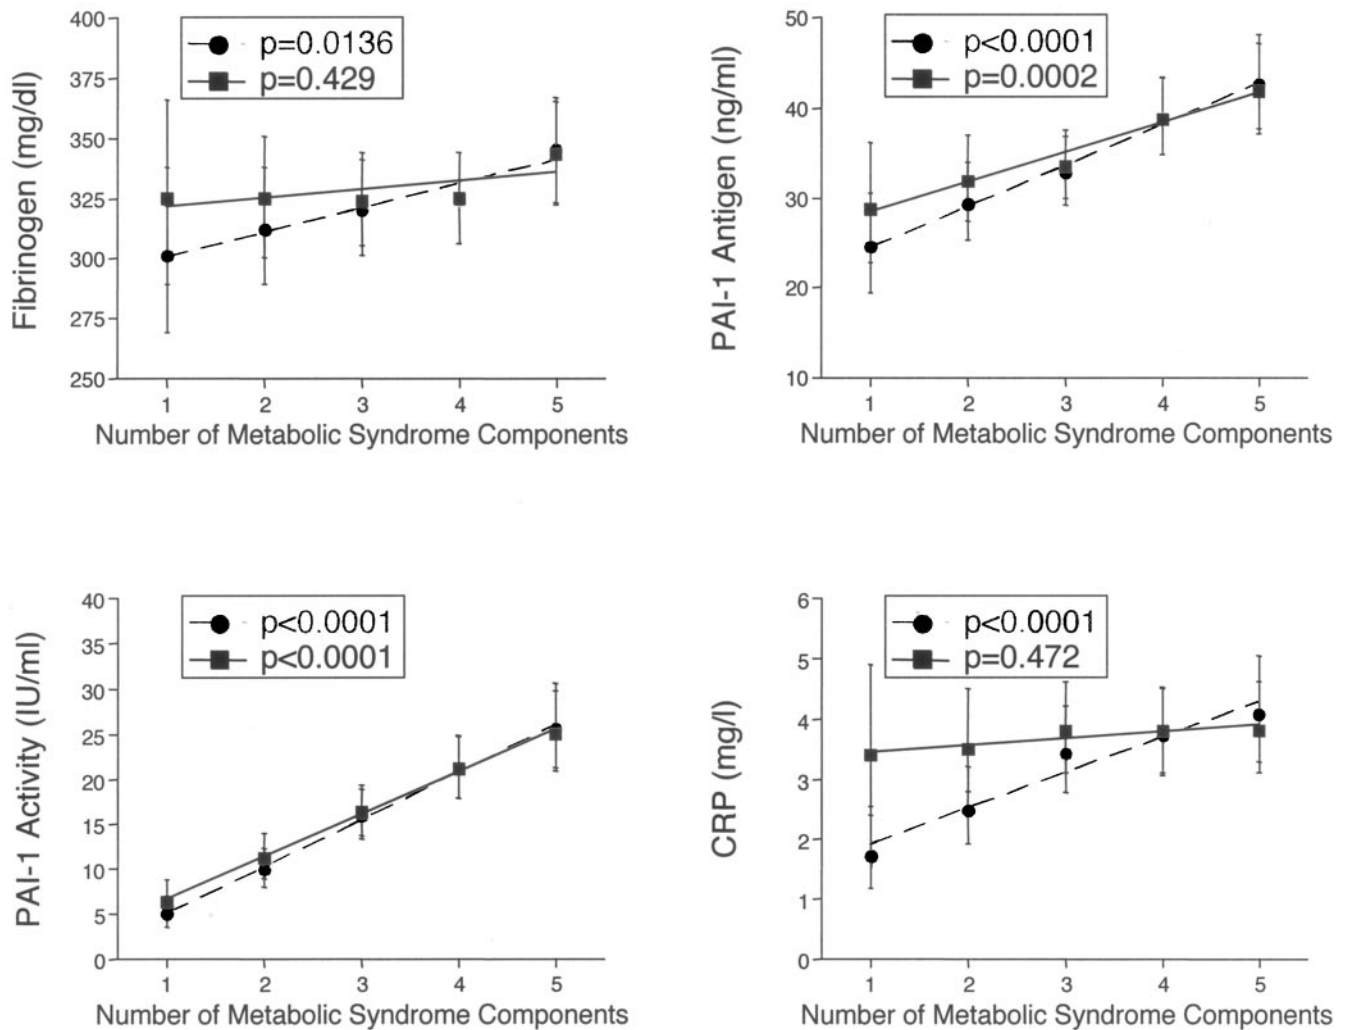 400
375
350
325
300
275
250
Fibrinogen (mg/dl)
p=0.0136
p=0.429
1 2 3 4 5
Number of Metabolic Syndrome Components
50
40
30
20
10
PAI-1 Antigen (ng/ml)
p<0.0001
p=0.0002
1 2 3 4 5
Number of Metabolic Syndrome Components
40
35
30
25
20
15
10
5
0
PAI-1 Activity (IU/ml)
p<0.0001
p<0.0001
1 2 3 4 5
Number of Metabolic Syndrome Components
6
5
4
3
2
1
0
CRP (mg/l)
p<0.0001
p=0.472
1 2 3 4 5
Number of Metabolic Syndrome Components